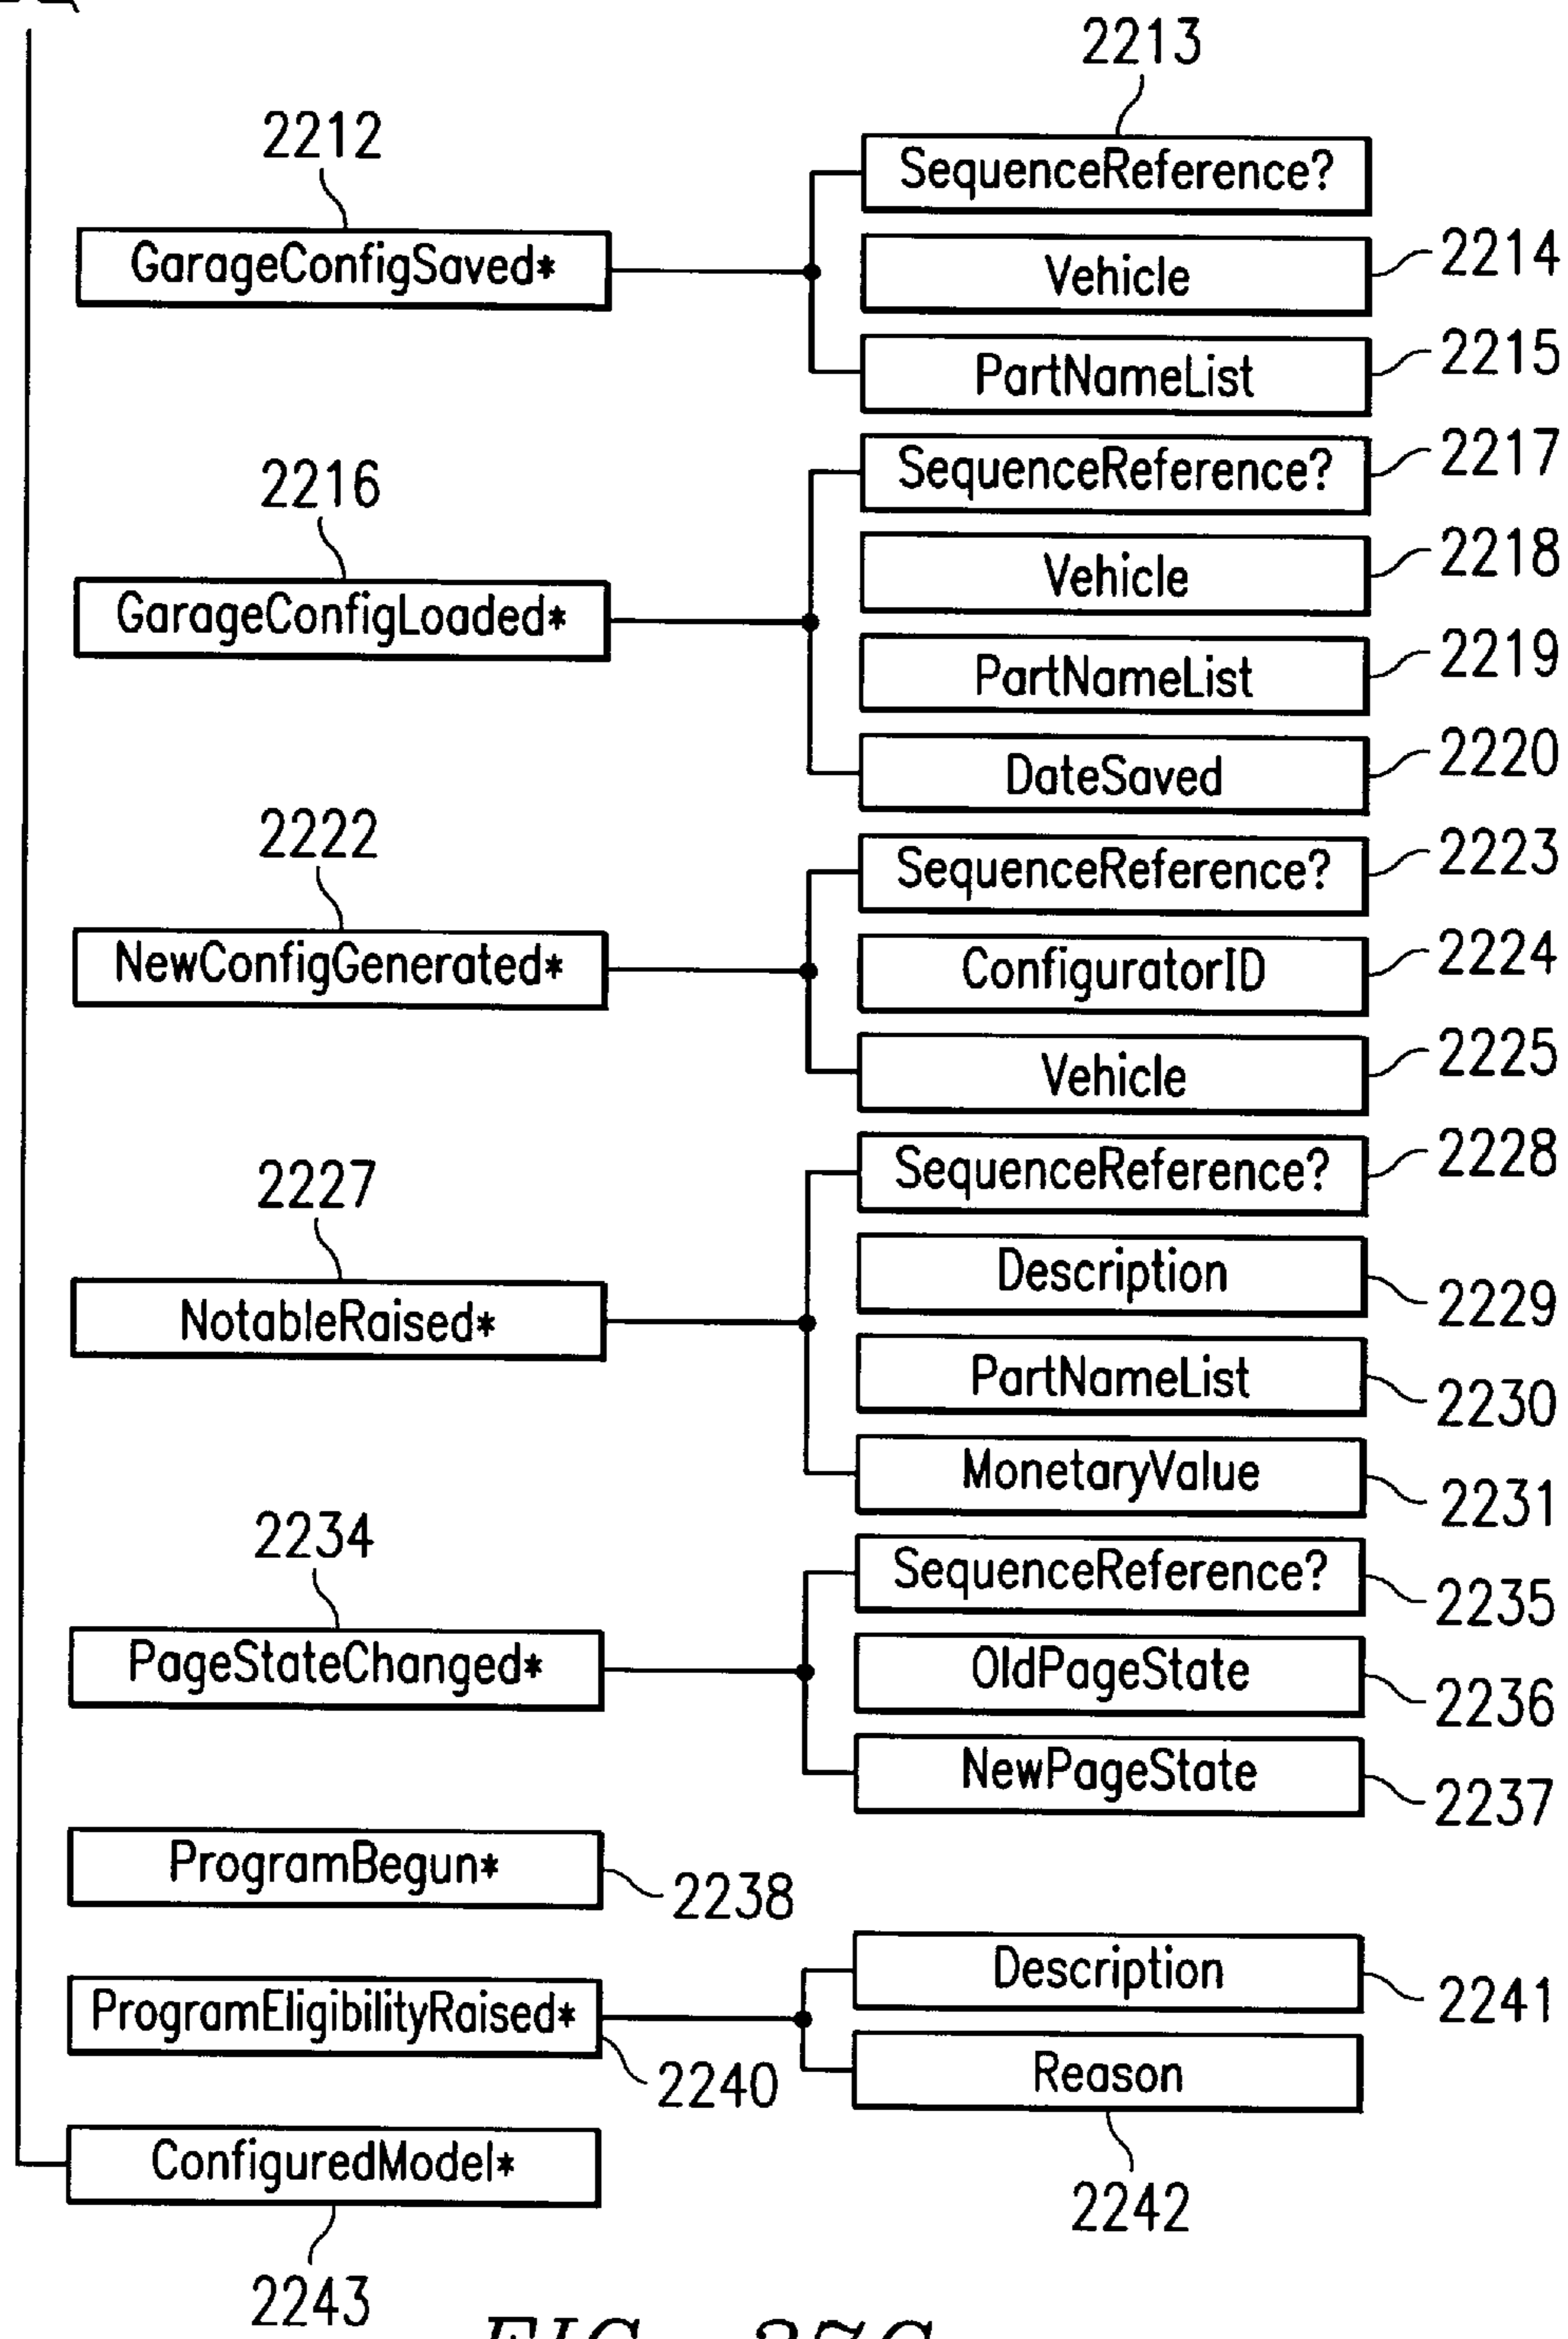 2213
2212
SequenceReference?
GarageConfigSaved*
Vehicle
2214
PartNameList
2215
2216
SequenceReference?
2217
GarageConfigLoaded*
Vehicle
2218
PartNameList
2219
DateSaved
2220
2222
SequenceReference?
2223
NewConfigGenerated*
ConfiguratorID
2224
Vehicle
2225
2227
SequenceReference?
2228
NotableRaised*
Description
2229
PartNameList
2230
MonetaryValue
2231
2234
SequenceReference?
2235
PageStateChanged*
OldPageState
2236
NewPageState
2237
ProgramBegun*
2238
ProgramEligibilityRaised*
2240
Description
2241
Reason
2242
ConfiguredModel*
2243